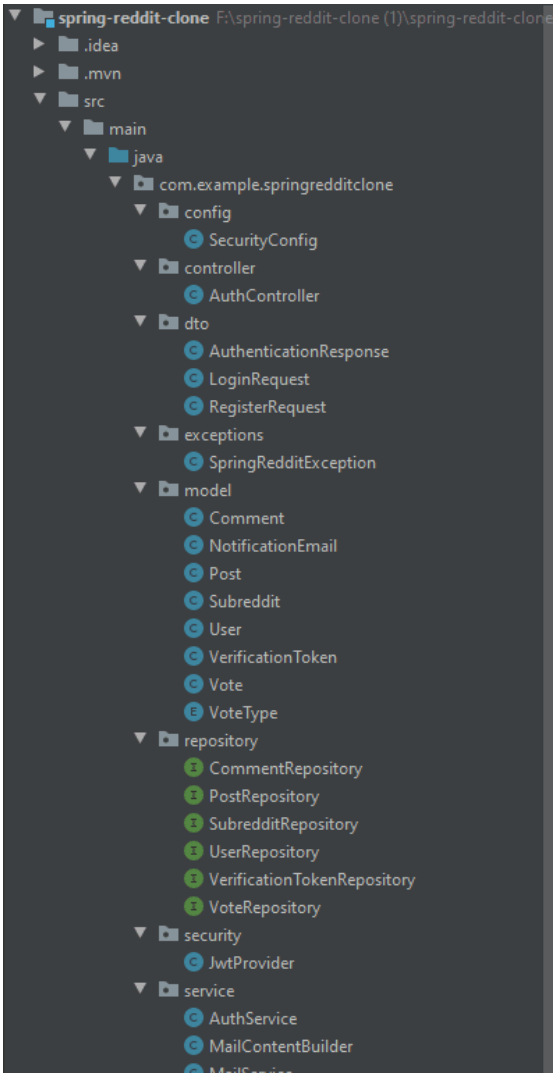 spring-reddit-clone F:\spring-reddit-clone (1)\spring-reddit-clone
.idea
.mvn
src
main
java
com.example.springredditclone
config
C SecurityConfig
controller
C AuthController
dto
C AuthenticationResponse
C LoginRequest
C RegisterRequest
exceptions
C SpringRedditException
model
C Comment
C NotificationEmail
C Post
C Subreddit
C User
C VerificationToken
C Vote
E VoteType
repository
I CommentRepository
I PostRepository
I SubredditRepository
I UserRepository
I VerificationTokenRepository
I VoteRepository
security
C JwtProvider
service
C AuthService
C MailContentBuilder
C MailService